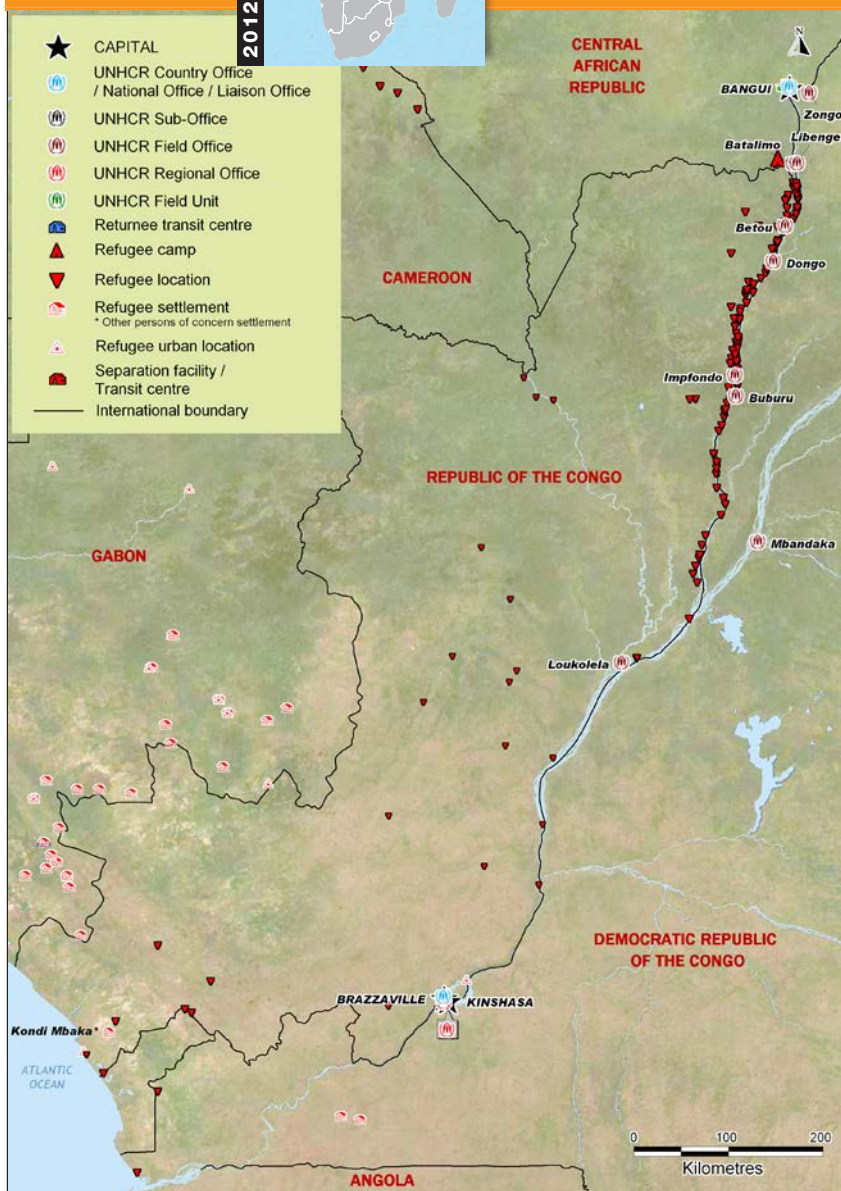 2012
CAPITAL
UNHCR Country Office
/ National Office / Liaison Office
UNHCR Sub-Office
UNHCR Field Office
UNHCR Regional Office
UNHCR Field Unit
Returnee transit centre
Refugee camp
Refugee location
Refugee settlement
* Other persons of concern settlement
Refugee urban location
Separation facility /
Transit centre
International boundary
N
CENTRAL
AFRICAN
REPUBLIC
BANGUI
Zongo
Libenge
Batalimo
Betou
Dongo
CAMEROON
Impfondo
Buburu
REPUBLIC OF THE CONGO
GABON
Mbandaka
Loukolela
DEMOCRATIC REPUBLIC
OF THE CONGO
BRAZZAVILLE
KINSHASA
Kondi Mbaka*
ATLANTIC
OCEAN
0 100 200
Kilometres
ANGOLA